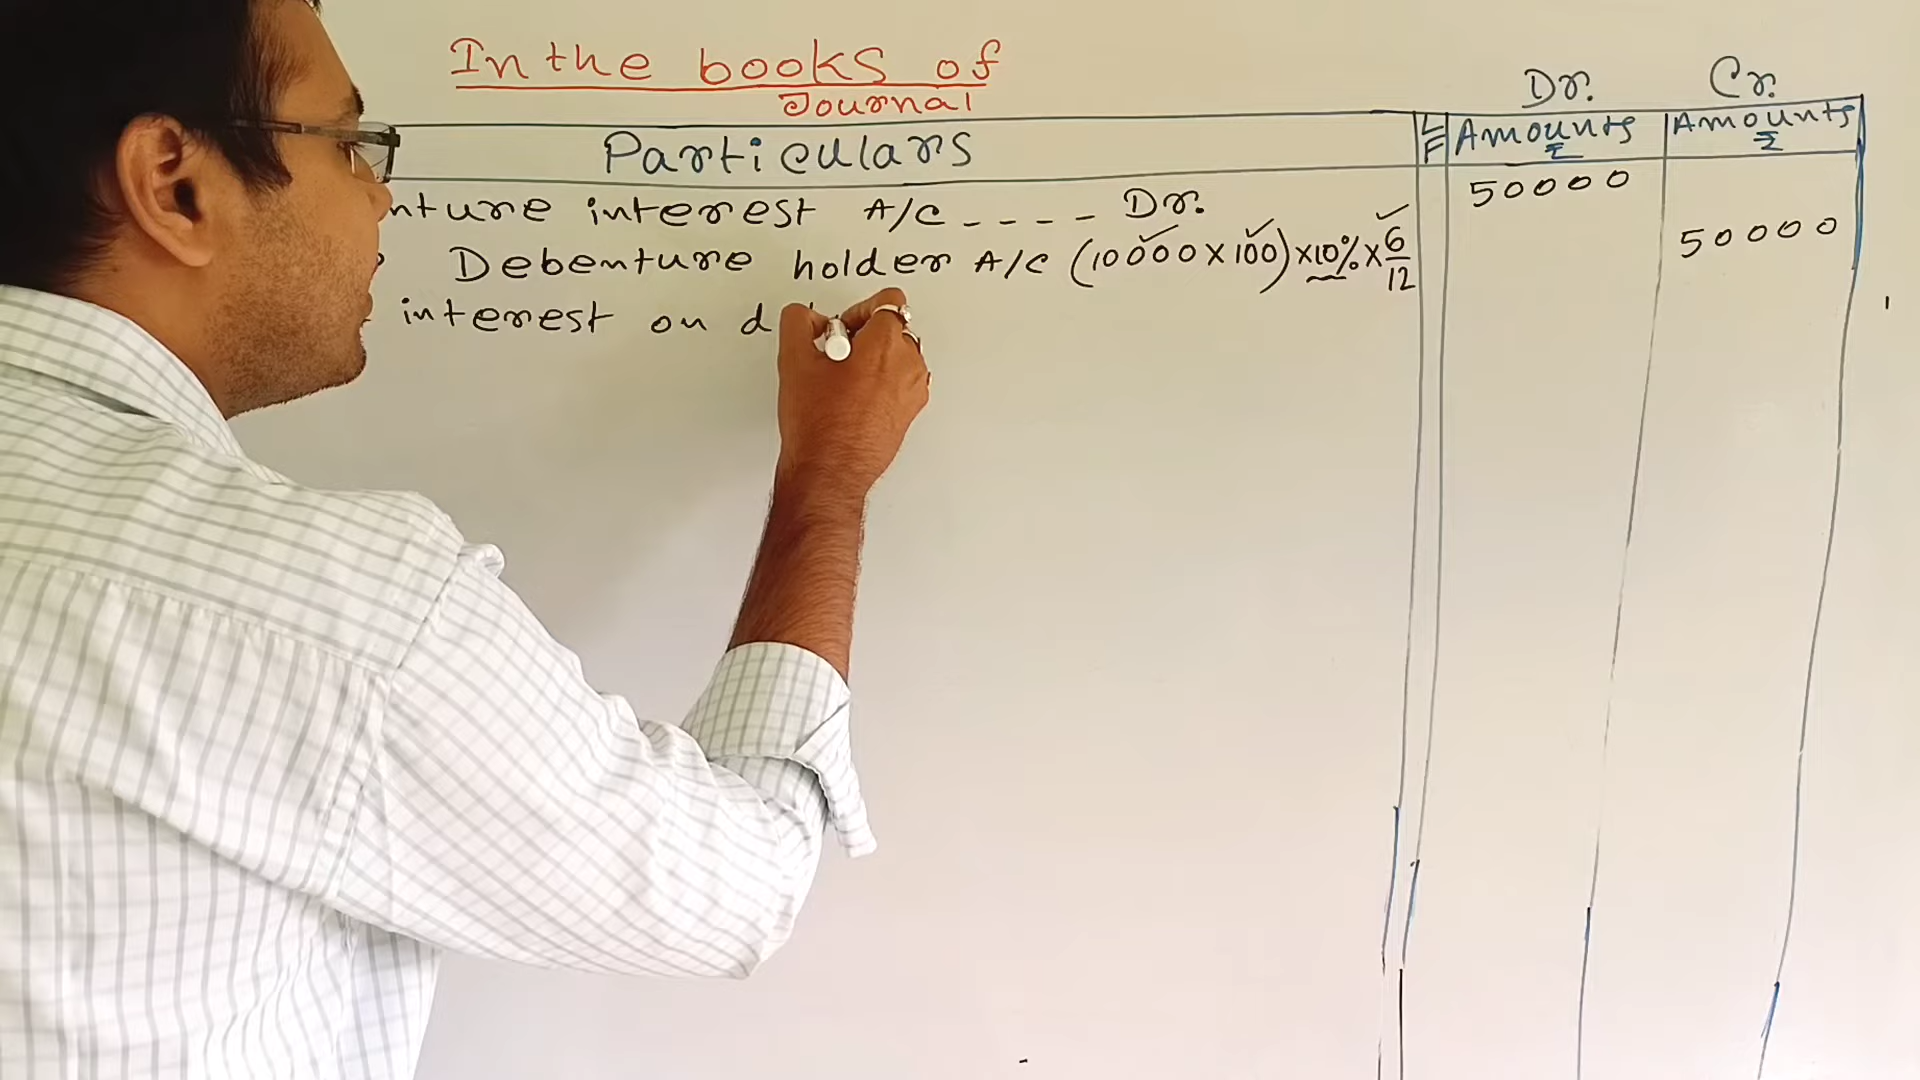 In the books of
Journal
Dr. Cr.
Particulars LF Amounts ₹ Amounts ₹
nture interest A/C ---- Dr. 50000
Debenture holder A/C (10000×100)×10%×6/12 50000
interest on d